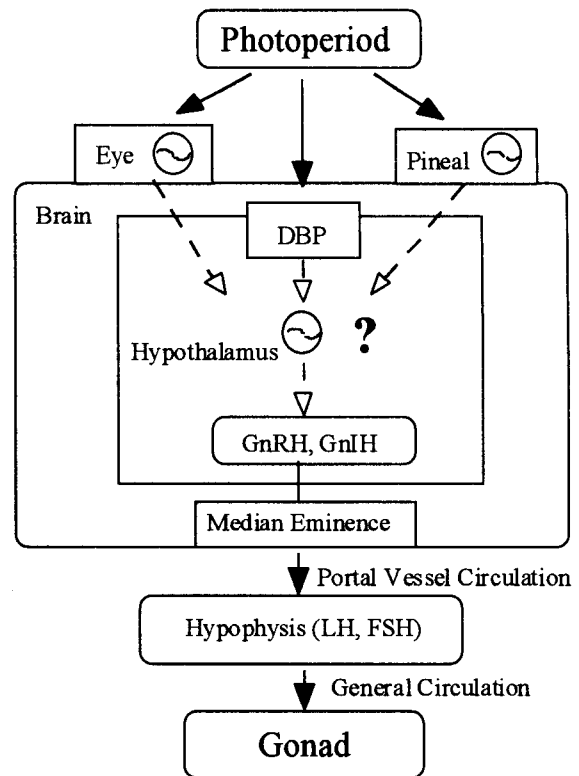 Photoperiod
Eye
Pineal
Brain
DBP
Hypothalamus
?
GnRH, GnIH
Median Eminence
Portal Vessel Circulation
Hypophysis (LH, FSH)
General Circulation
Gonad